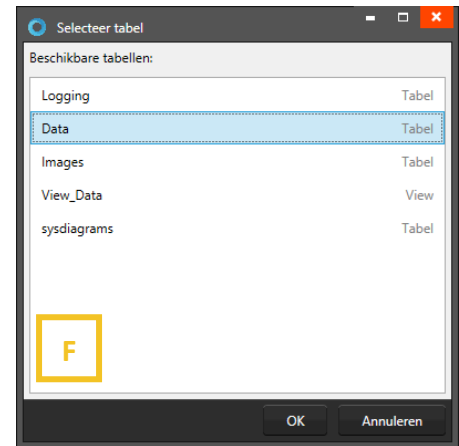 Selecteer tabel
Beschikbare tabellen:
Logging Tabel
Data Tabel
Images Tabel
View_Data View
sysdiagrams Tabel
F
OK Annuleren